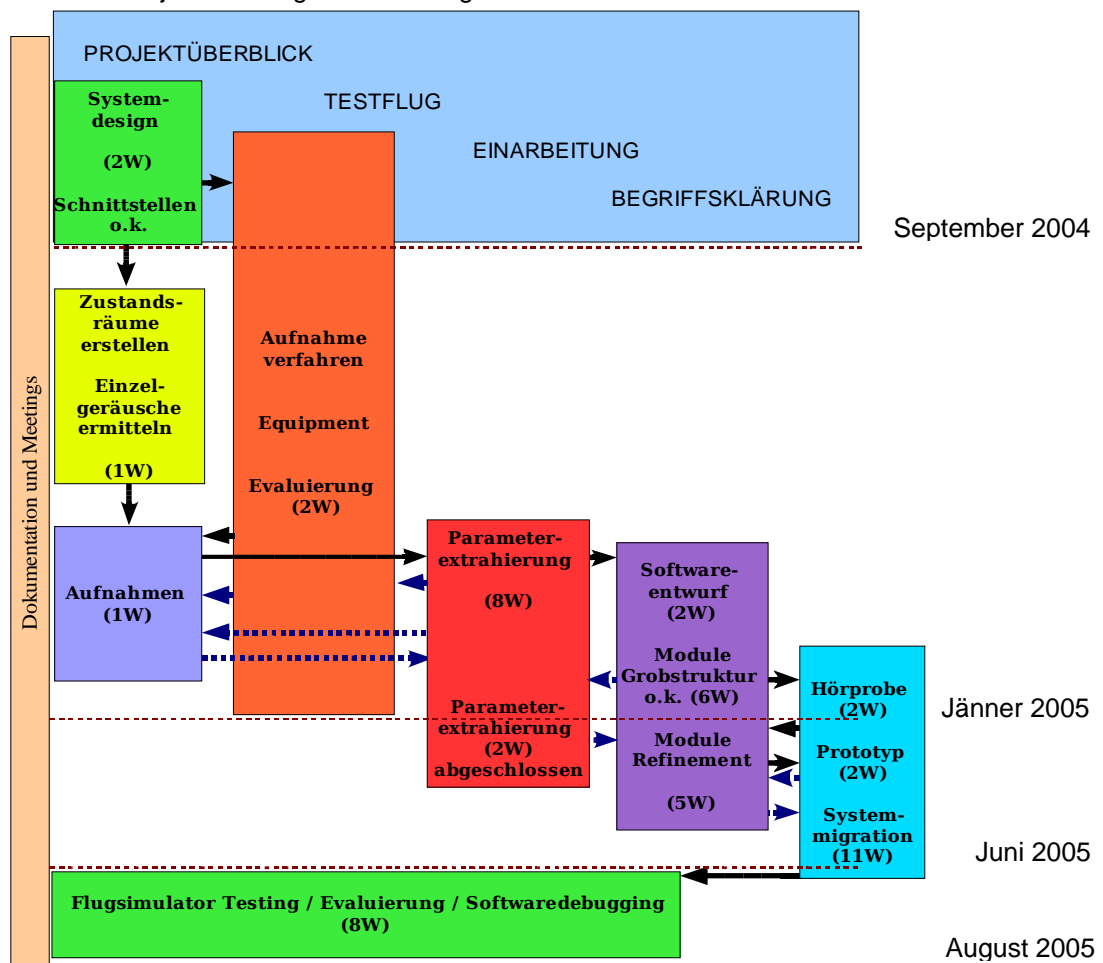 PROJEKTÜBERBLICK
System-
design
(2W)
Schnittstellen
o.k.
TESTFLUG
EINARBEITUNG
BEGRIFFSKLÄRUNG
September 2004
Dokumentation und Meetings
Zustands-
räume
erstellen
Einzel-
geräusche
ermitteln
(1W)
Aufnahme
verfahren
Equipment
Evaluierung
(2W)
Aufnahmen
(1W)
Parameter-
extrahierung
(8W)
Parameter-
extrahierung
(2W)
abgeschlossen
Software-
entwurf
(2W)
Module
Grobstruktur
o.k. (6W)
Module
Refinement
(5W)
Hörprobe
(2W)
Prototyp
(2W)
System-
migration
(11W)
Jänner 2005
Juni 2005
Flugsimulator Testing / Evaluierung / Softwaredebugging
(8W)
August 2005